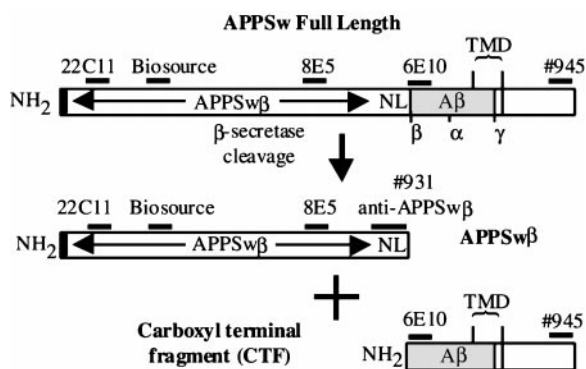 APPSw Full Length
TMD
22C11 Biosource 8E5 6E10 #945
NH2 APPSwβ NL Aβ
β-secretase β α γ
cleavage
#931
22C11 Biosource 8E5 anti-APPSwβ
NH2 APPSwβ NL APPSwβ
TMD
Carboxyl terminal 6E10 #945
fragment (CTF) NH2 Aβ